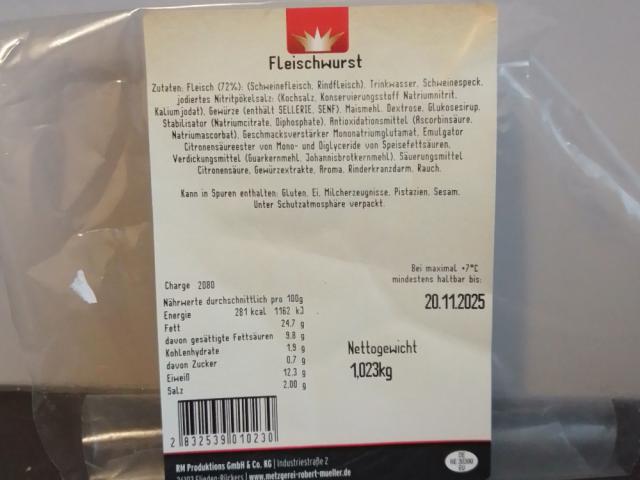 Fleischwurst
Zutaten: Fleisch (72%): (Schweinefleisch, Rindfleisch), Trinkwasser, Schweinespeck,
jodiertes Nitritpökelsalz: (Kochsalz, Konservierungsstoff Natriumnitrit,
Kaliumjodat), Gewürze (enthält SELLERIE, SENF), Maismehl, Dextrose, Glukosesirup,
Stabilisator (Natriumcitrate, Diphosphate), Antioxidationsmittel (Ascorbinsäure,
Natriumascorbat), Geschmacksverstärker Mononatriumglutamat, Emulgator
Citronensäureester von Mono- und Diglyceride von Speisefettsäuren,
Verdickungsmittel (Guarkernmehl, Johannisbrotkernmehl), Säuerungsmittel
Citronensäure, Gewürzextrakte, Aroma, Rinderkranzdarm, Rauch.
Kann in Spuren enthalten: Gluten, Ei, Milcherzeugnisse, Pistazien, Sesam.
Unter Schutzatmosphäre verpackt.
Bei maximal +7°C
mindestens haltbar bis:
20.11.2025
Charge 2080
Nährwerte durchschnittlich pro 100g
Energie 281 kcal 1162 kJ
Fett 24,7 g
davon gesättigte Fettsäuren 9,8 g
Kohlenhydrate 1,9 g
davon Zucker 0,7 g
Eiweiß 12,3 g
Salz 2,00 g
Nettogewicht
1,023kg
2 832539 010230
RM Produktions GmbH & Co. KG | Industriestraße 2
36103 Flieden-Rückers | www.metzgerei-robert-mueller.de
DE
EG